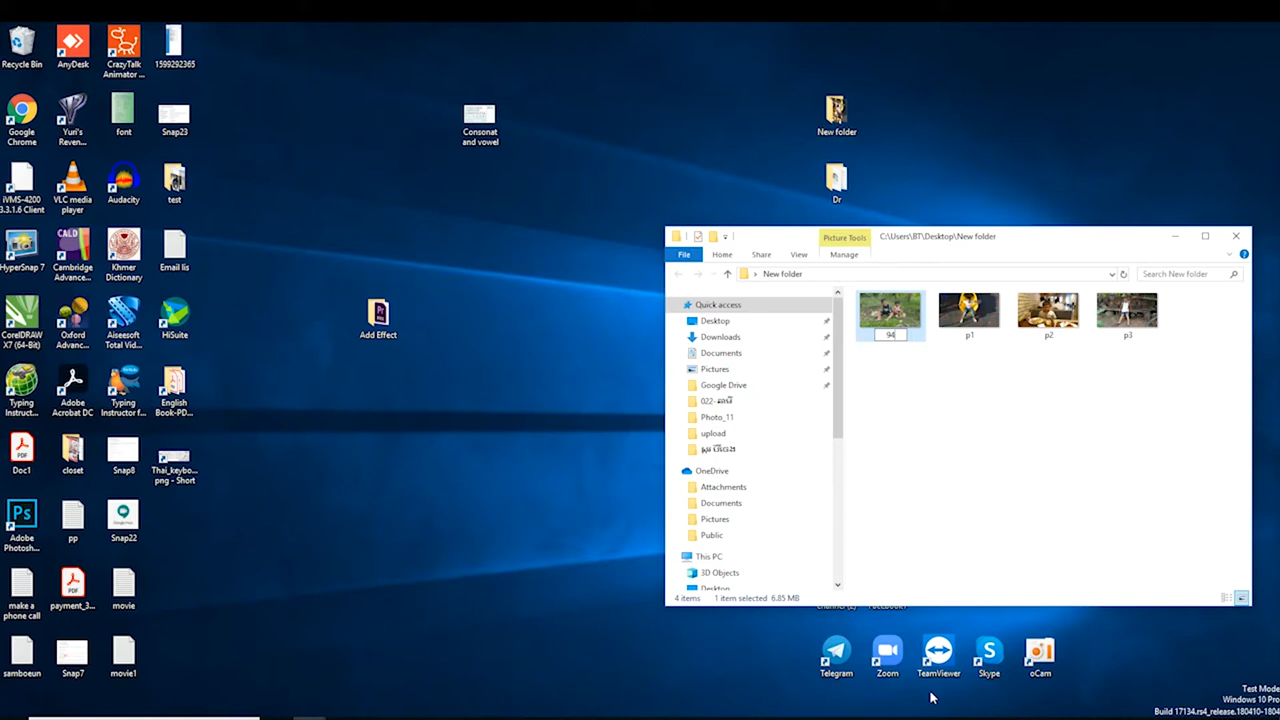 Recycle Bin
AnyDesk
CrazyTalk
Animator ...
1599292365
Google
Chrome
Yuri's
Reven...
font
Snap23
iVMS-4200
3.3.1.6 Client
VLC media
player
Audacity
test
HyperSnap 7
CALD
Cambridge
Advance...
Khmer
Dictionary
Email lis
CorelDRAW
X7 (64-Bit)
Oxford
Advanc...
Aiseesoft
Total Vid...
HiSuite
Typing
Instruct...
Adobe
Acrobat DC
Typing
Instructor f...
English
Book-PD...
Doc1
closet
Snap8
Thai_keybo...
png - Short
Ps
Adobe
Photosh...
pp
Snap22
make a
phone call
payment_3...
movie
samboeun
Snap7
movie1
Consonat
and vowel
Pr
Add Effect
New folder
Dr
Picture Tools
C:\Users\BT\Desktop\New folder
File
Home
Share
View
Manage
New folder
Search New folder
Quick access
Desktop
Downloads
Documents
Pictures
Google Drive
Photo_11
upload
OneDrive
Attachments
Documents
Pictures
Public
This PC
3D Objects
Desktop
94
p1
p2
p3
4 items
1 item selected 6.85 MB
Telegram
Zoom
TeamViewer
Skype
oCam
Test Mode
Windows 10 Pro
Build 17134.rs4_release.180410-1804